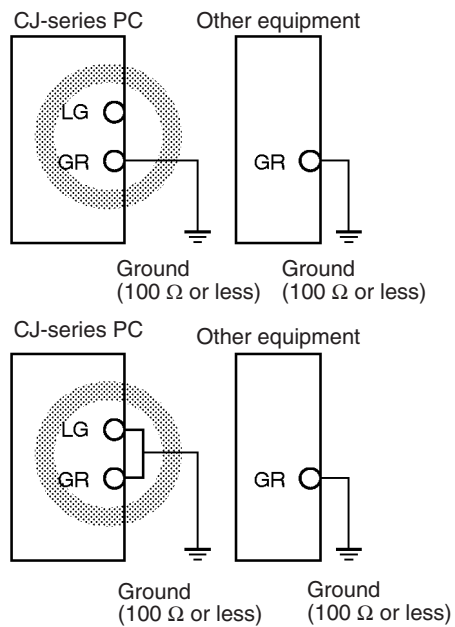 CJ-series PC
Other equipment
LG
GR
GR
Ground
(100 Ω or less)
Ground
(100 Ω or less)
CJ-series PC
Other equipment
LG
GR
GR
Ground
(100 Ω or less)
Ground
(100 Ω or less)